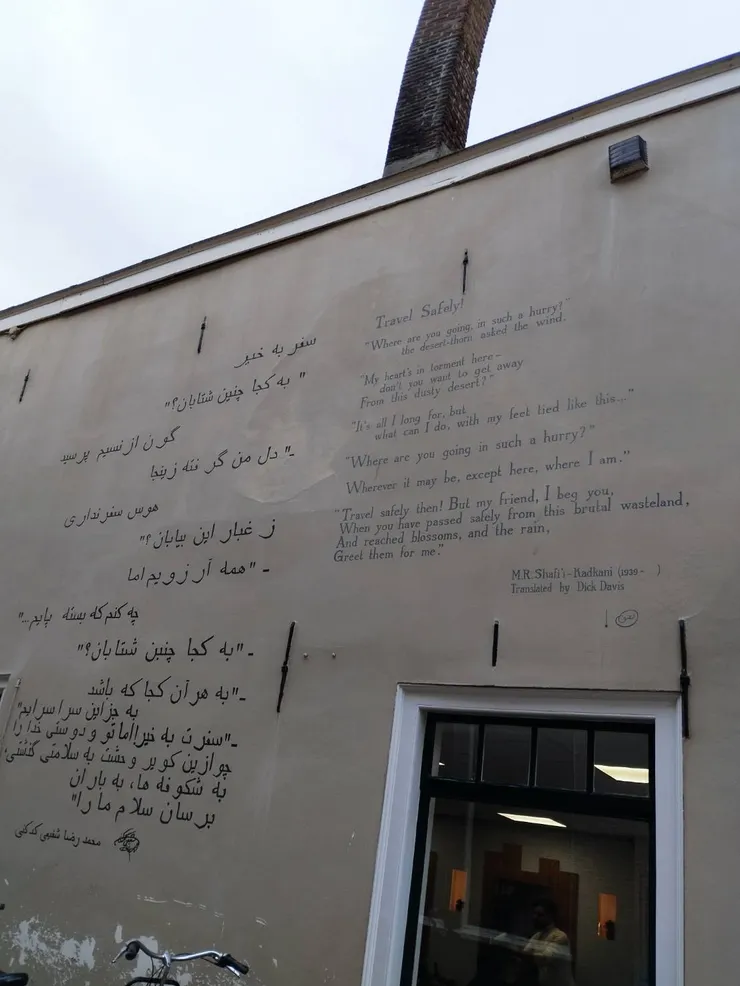 سفر به خیر
" به کجا چنین شتابان؟"
گون از نسیم پرسید
ـ" دل من گرفته زینجا
هوس سفر نداری
ز غبار این بیابان؟"
ـ "همه آرزویم اما
چه کنم که بسته پایم..."
ـ"به کجا چنین شتابان؟"
ـ"به هر آن کجا که باشد
به جز این سرا سرایم"
ـ"سفرت به خیر!اما تو و دوستی خدا را
چو ازین کویر وحشت به سلامتی گذشتی
به شکوفه ها، به باران
برسان سلام ما را"
محمد رضا شفیعی کدکنی
Travel Safely!
"Where are you going, in such a hurry?"
the desert-thorn asked the wind.
"My heart's in torment here –
don't you want to get away
From this dusty desert?"
"It's all I long for, but
what can I do, with my feet tied like this..."
"Where are you going in such a hurry?"
Wherever it may be, except here, where I am."
"Travel safely then! But my friend, I beg you,
When you have passed safely from this brutal wasteland,
And reached blossoms, and the rain,
Greet them for me."
M.R. Shafi'i-Kadkani (1939- )
Translated by Dick Davis